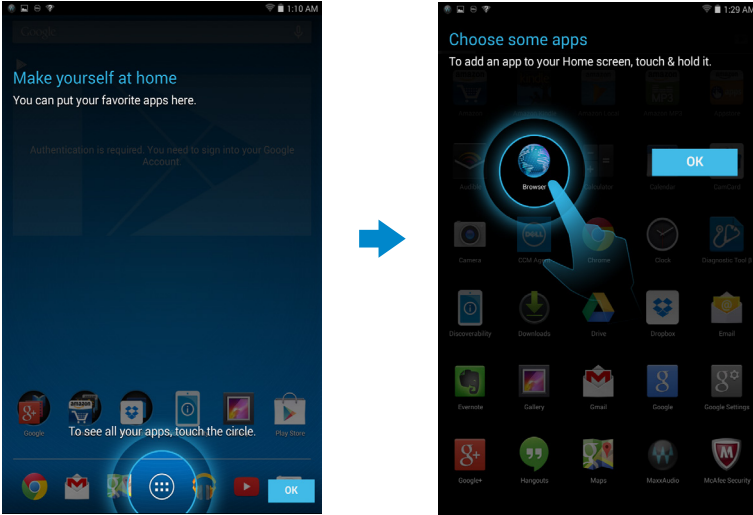 1:10 AM
Google
Make yourself at home
You can put your favorite apps here.
Authentication is required. You need to sign into your Google
Account
Google
To see all your apps, touch the circle.
Play Store
amazon
OK
1:29 AM
Choose some apps
To add an app to your Home screen, touch & hold it.
OK
Audible
Browser
Calculator
Calendar
CamCard
Camera
DELL
CCM Agent
Chrome
Clock
Diagnostic Tool
Discoverability
Downloads
Drive
Dropbox
Email
Evernote
Gallery
Gmail
Google
Google Settings
Google+
Hangouts
Maps
MaxxAudio
McAfee Security